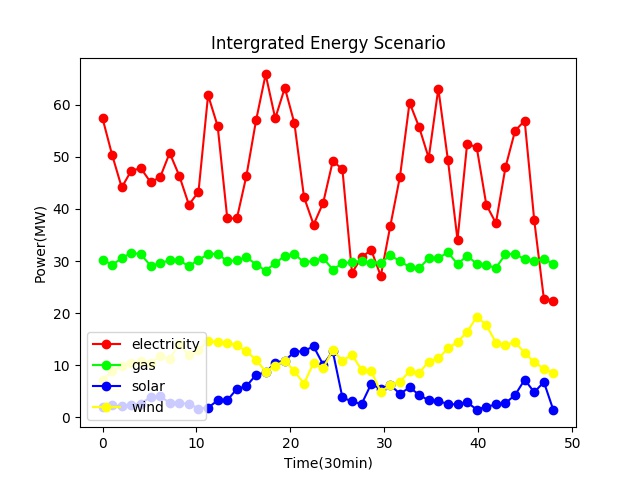 Intergrated Energy Scenario
Power(MW)
60
50
40
30
20
10
0
electricity
gas
solar
wind
0 10 20 30 40 50
Time(30min)